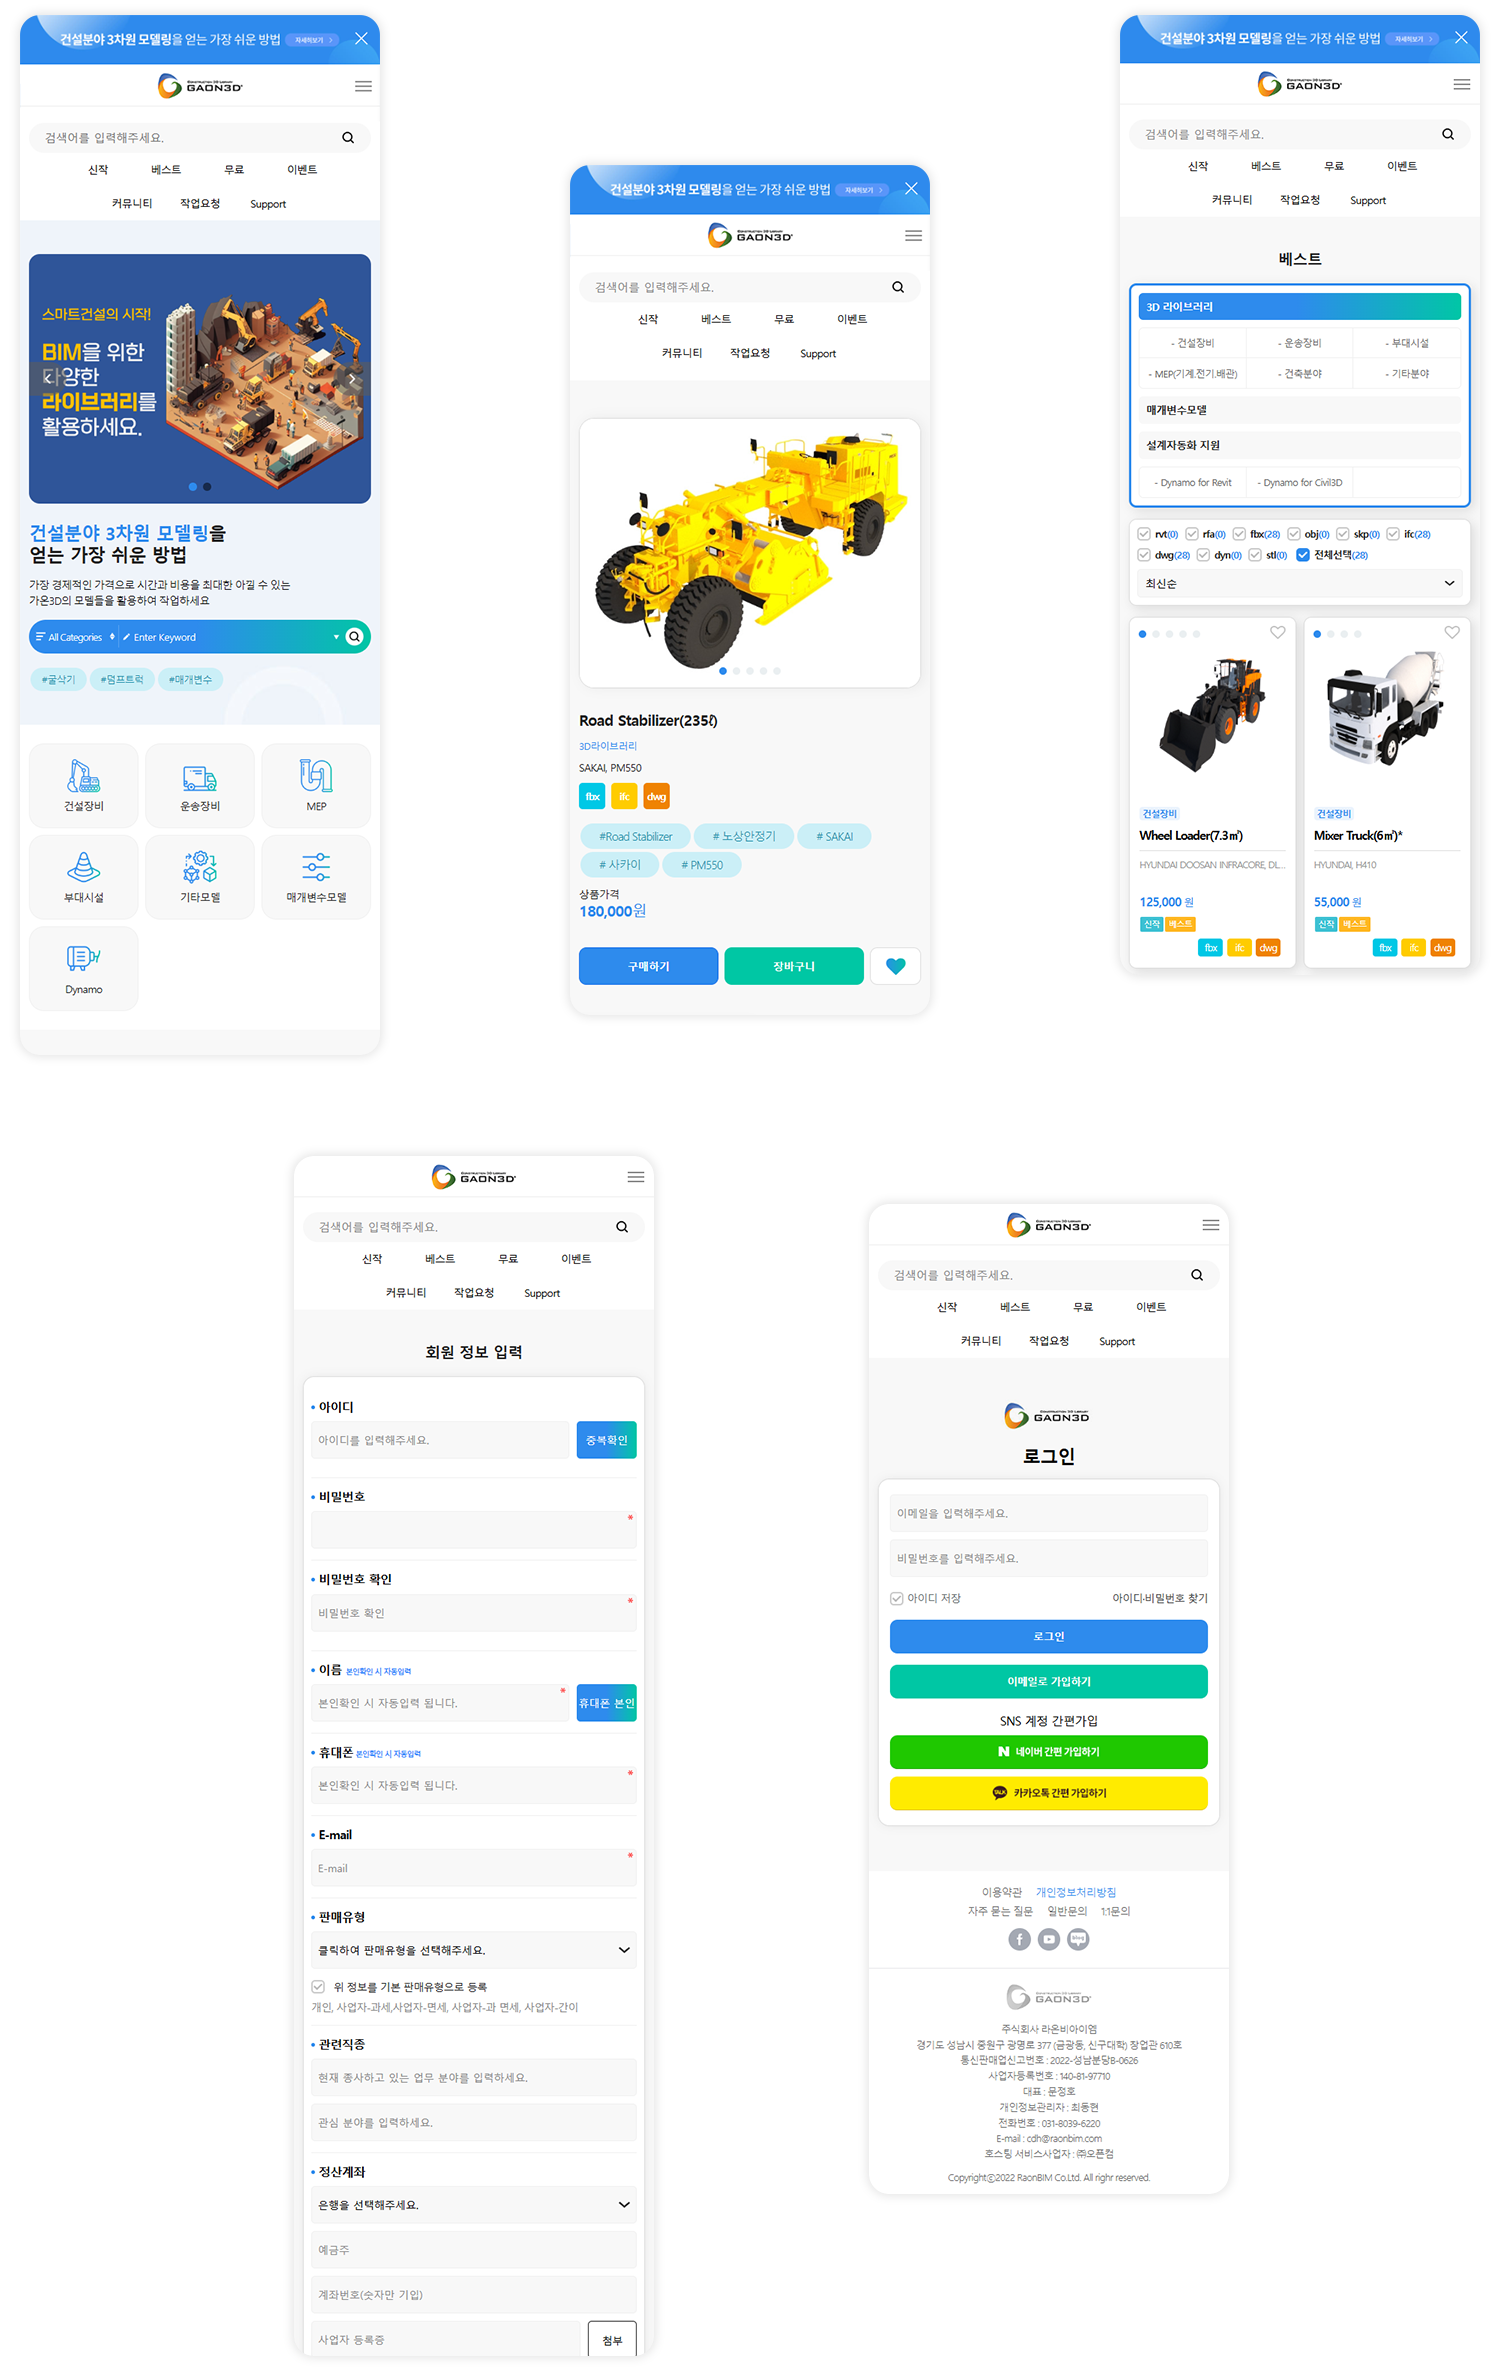 건설분야 3차원 모델링을 얻는 가장 쉬운 방법 자세히보기 >
CONSTRUCTION 3D LIBRARY
GAON3D
검색어를 입력해주세요.
신작 베스트 무료 이벤트
커뮤니티 작업요청 Support
스마트건설의 시작!
BIM을 위한
다양한
라이브러리를
활용하세요.
건설분야 3차원 모델링을
얻는 가장 쉬운 방법
가장 경제적인 가격으로 시간과 비용을 최대한 아낄 수 있는
가온3D의 모델들을 활용하여 작업하세요
All Categories Enter Keyword
#굴삭기 #덤프트럭 #매개변수
건설장비 운송장비 MEP
부대시설 기타모델 매개변수모델
Dynamo
건설분야 3차원 모델링을 얻는 가장 쉬운 방법 자세히보기 >
CONSTRUCTION 3D LIBRARY
GAON3D
검색어를 입력해주세요.
신작 베스트 무료 이벤트
커뮤니티 작업요청 Support
Road Stabilizer(235ℓ)
3D라이브러리
SAKAI, PM550
fbx ifc dwg
#Road Stabilizer # 노상안정기 # SAKAI
# 사카이 # PM550
상품가격
180,000원
구매하기 장바구니
건설분야 3차원 모델링을 얻는 가장 쉬운 방법 자세히보기 >
CONSTRUCTION 3D LIBRARY
GAON3D
검색어를 입력해주세요.
신작 베스트 무료 이벤트
커뮤니티 작업요청 Support
베스트
3D 라이브러리
- 건설장비 - 운송장비 - 부대시설
- MEP(기계,전기,배관) - 건축분야 - 기타분야
매개변수모델
설계자동화 지원
- Dynamo for Revit - Dynamo for Civil3D
rvt(0) rfa(0) fbx(28) obj(0) skp(0) ifc(28)
dwg(28) dyn(0) stl(0) 전체선택(28)
최신순
건설장비
Wheel Loader(7.3㎥)
HYUNDAI DOOSAN INFRACORE, DL...
125,000 원
신작 베스트
fbx ifc dwg
건설장비
Mixer Truck(6㎥)*
HYUNDAI, H410
55,000 원
신작 베스트
fbx ifc dwg
CONSTRUCTION 3D LIBRARY
GAON3D
검색어를 입력해주세요.
신작 베스트 무료 이벤트
커뮤니티 작업요청 Support
회원 정보 입력
• 아이디
아이디를 입력해주세요. 중복확인
• 비밀번호
*
• 비밀번호 확인
비밀번호 확인 *
• 이름 본인확인 시 자동입력
본인확인 시 자동입력 됩니다. * 휴대폰 본인
• 휴대폰 본인확인 시 자동입력
본인확인 시 자동입력 됩니다. *
• E-mail
E-mail *
• 판매유형
클릭하여 판매유형을 선택해주세요.
위 정보를 기본 판매유형으로 등록
개인, 사업자-과세,사업자-면세, 사업자-과 면세, 사업자-간이
• 관련직종
현재 종사하고 있는 업무 분야를 입력하세요.
관심 분야를 입력하세요.
• 정산계좌
은행을 선택해주세요.
예금주
계좌번호(숫자만 기입)
사업자 등록증 첨부
CONSTRUCTION 3D LIBRARY
GAON3D
검색어를 입력해주세요.
신작 베스트 무료 이벤트
커뮤니티 작업요청 Support
CONSTRUCTION 3D LIBRARY
GAON3D
로그인
이메일을 입력해주세요.
비밀번호를 입력해주세요.
아이디 저장 아이디·비밀번호 찾기
로그인
이메일로 가입하기
SNS 계정 간편가입
N 네이버 간편 가입하기
TALK 카카오톡 간편 가입하기
이용약관 개인정보처리방침
자주 묻는 질문 일반문의 1:1문의
f blog
CONSTRUCTION 3D LIBRARY
GAON3D
주식회사 라온비아이엠
경기도 성남시 중원구 광명로 377 (금광동, 신구대학) 창업관 610호
통신판매업신고번호 : 2022-성남분당B-0626
사업자등록번호 : 140-81-97710
대표 : 문정호
개인정보관리자 : 최동현
전화번호 : 031-8039-6220
E-mail : cdh@raonbim.com
호스팅 서비스사업자 : ㈜오픈컴
Copyrightⓒ2022 RaonBIM Co.Ltd. All righr reserved.